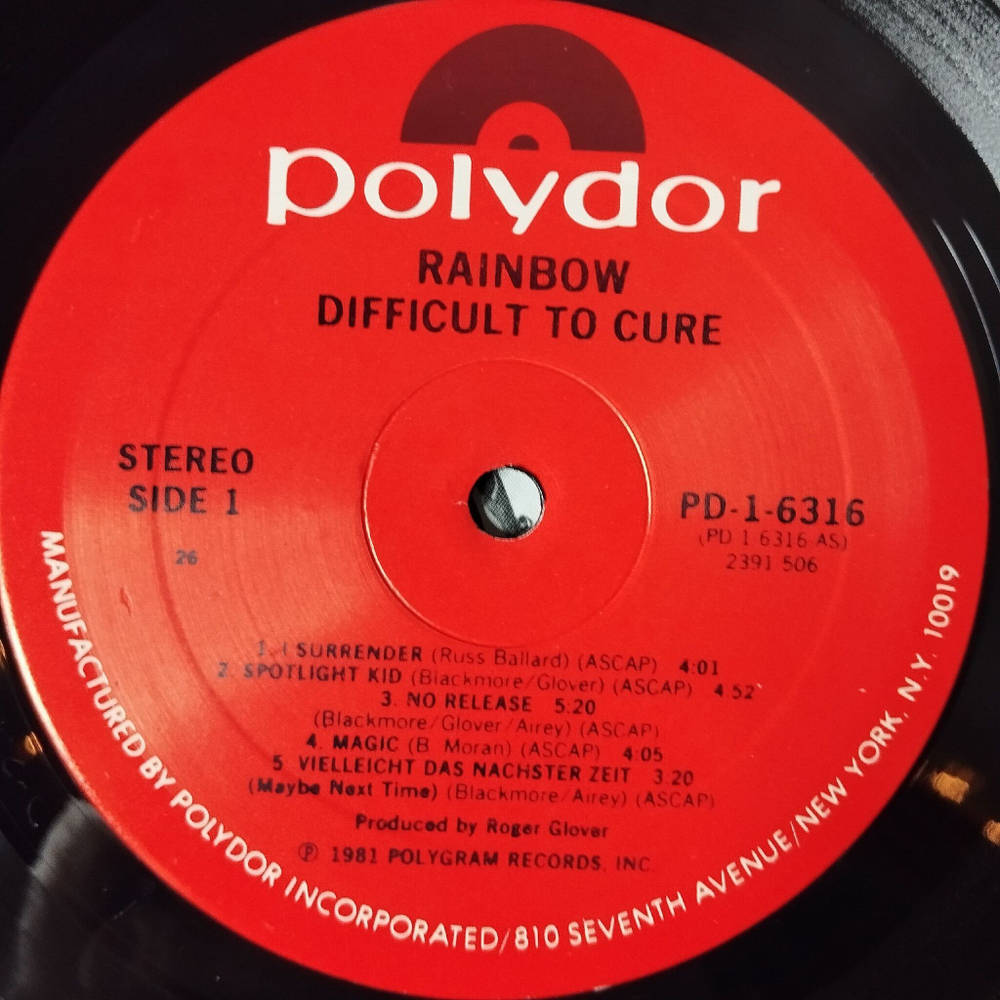 polydor
RAINBOW
DIFFICULT TO CURE
STEREO
SIDE 1
26
PD-1-6316
(PD 1 6316 AS)
2391 506
1. I SURRENDER (Russ Ballard) (ASCAP) 4:01
2. SPOTLIGHT KID (Blackmore/Glover) (ASCAP) 4:52
3. NO RELEASE 5:20
(Blackmore/Glover/Airey) (ASCAP)
4. MAGIC (B. Moran) (ASCAP) 4:05
5 VIELLEICHT DAS NACHSTER ZEIT 3.20
(Maybe Next Time) (Blackmore/Airey) (ASCAP)
Produced by Roger Glover
℗ 1981 POLYGRAM RECORDS, INC
MANUFACTURED BY POLYDOR INCORPORATED/810 SEVENTH AVENUE/NEW YORK, N.Y. 10019